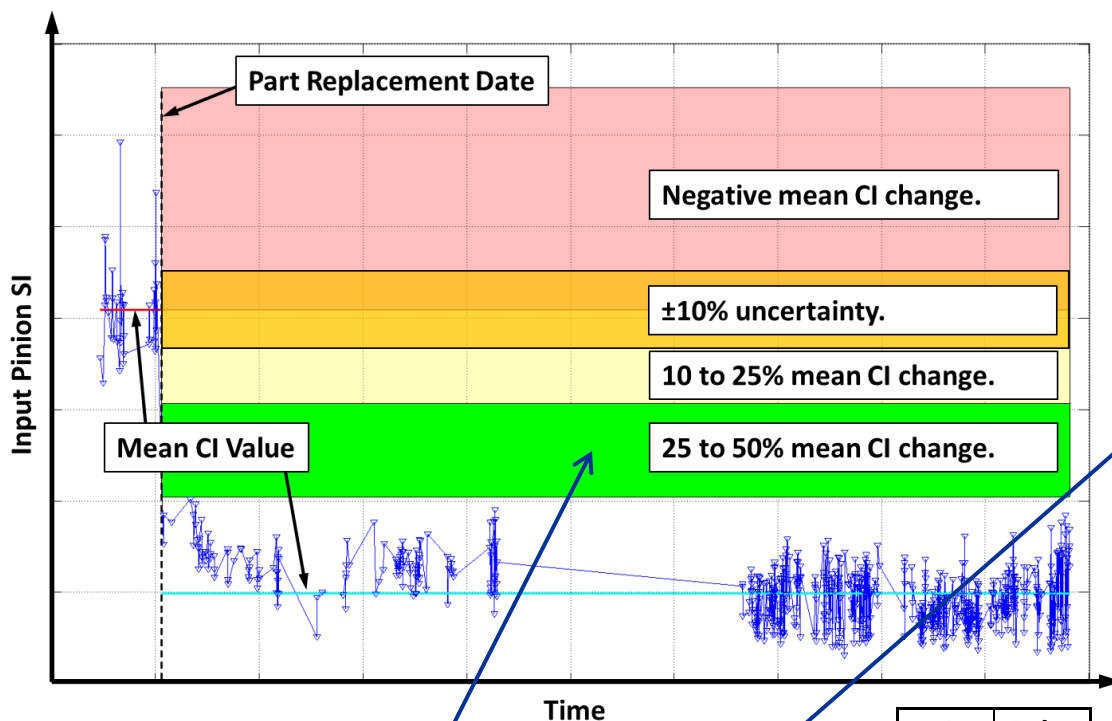 Part Replacement Date
Negative mean CI change.
±10% uncertainty.
10 to 25% mean CI change.
25 to 50% mean CI change.
Mean CI Value
Input Pinion SI
Time